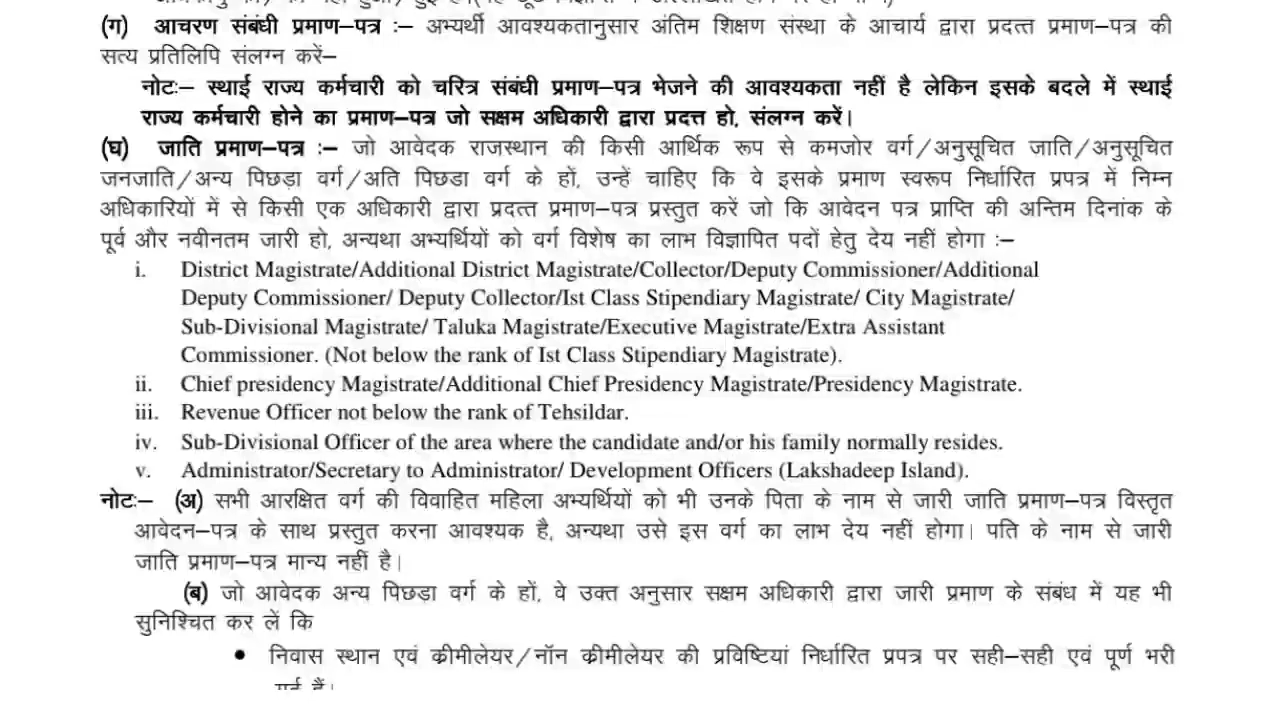 (ग) आचरण संबंधी प्रमाण–पत्र :– अभ्यर्थी आवश्यकतानुसार अंतिम शिक्षण संस्था के आचार्य द्वारा प्रदत्त प्रमाण–पत्र की
सत्य प्रतिलिपि संलग्न करें–
नोटः– स्थाई राज्य कर्मचारी को चरित्र संबंधी प्रमाण–पत्र भेजने की आवश्यकता नहीं है लेकिन इसके बदले में स्थाई
राज्य कर्मचारी होने का प्रमाण–पत्र जो सक्षम अधिकारी द्वारा प्रदत्त हो, संलग्न करें।
(घ) जाति प्रमाण–पत्र :– जो आवेदक राजस्थान की किसी आर्थिक रूप से कमजोर वर्ग/अनुसूचित जाति/अनुसूचित
जनजाति/अन्य पिछड़ा वर्ग/अति पिछडा वर्ग के हों, उन्हें चाहिए कि वे इसके प्रमाण स्वरूप निर्धारित प्रपत्र में निम्न
अधिकारियों में से किसी एक अधिकारी द्वारा प्रदत्त प्रमाण–पत्र प्रस्तुत करें जो कि आवेदन पत्र प्राप्ति की अन्तिम दिनांक के
पूर्व और नवीनतम जारी हो, अन्यथा अभ्यर्थियों को वर्ग विशेष का लाभ विज्ञापित पदों हेतु देय नहीं होगा :–
i. District Magistrate/Additional District Magistrate/Collector/Deputy Commissioner/Additional
Deputy Commissioner/ Deputy Collector/Ist Class Stipendiary Magistrate/ City Magistrate/
Sub-Divisional Magistrate/ Taluka Magistrate/Executive Magistrate/Extra Assistant
Commissioner. (Not below the rank of Ist Class Stipendiary Magistrate).
ii. Chief presidency Magistrate/Additional Chief Presidency Magistrate/Presidency Magistrate.
iii. Revenue Officer not below the rank of Tehsildar.
iv. Sub-Divisional Officer of the area where the candidate and/or his family normally resides.
v. Administrator/Secretary to Administrator/ Development Officers (Lakshadeep Island).
नोटः– (अ) सभी आरक्षित वर्ग की विवाहित महिला अभ्यर्थियों को भी उनके पिता के नाम से जारी जाति प्रमाण–पत्र विस्तृत
आवेदन–पत्र के साथ प्रस्तुत करना आवश्यक है, अन्यथा उसे इस वर्ग का लाभ देय नहीं होगा। पति के नाम से जारी
जाति प्रमाण–पत्र मान्य नहीं है।
(ब) जो आवेदक अन्य पिछडा वर्ग के हों, वे उक्त अनुसार सक्षम अधिकारी द्वारा जारी प्रमाण के संबंध में यह भी
सुनिश्चित कर लें कि
• निवास स्थान एवं क्रीमीलेयर/नॉन क्रीमीलेयर की प्रविष्टियां निर्धारित प्रपत्र पर सही–सही एवं पूर्ण भरी